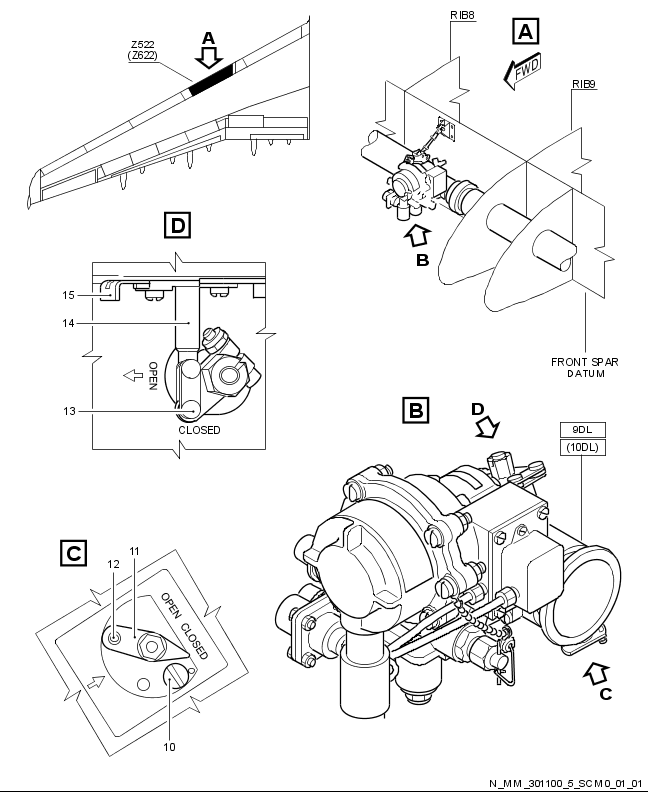 RIB8
A
Z522
(Z622)
A
FWD
RIB9
D
B
15
14
OPEN
FRONT SPAR
DATUM
13
CLOSED
B
D
9DL
(10DL)
C
11
12
OPEN CLOSED
C
10
N_MM_301100_5_SCM0_01_01